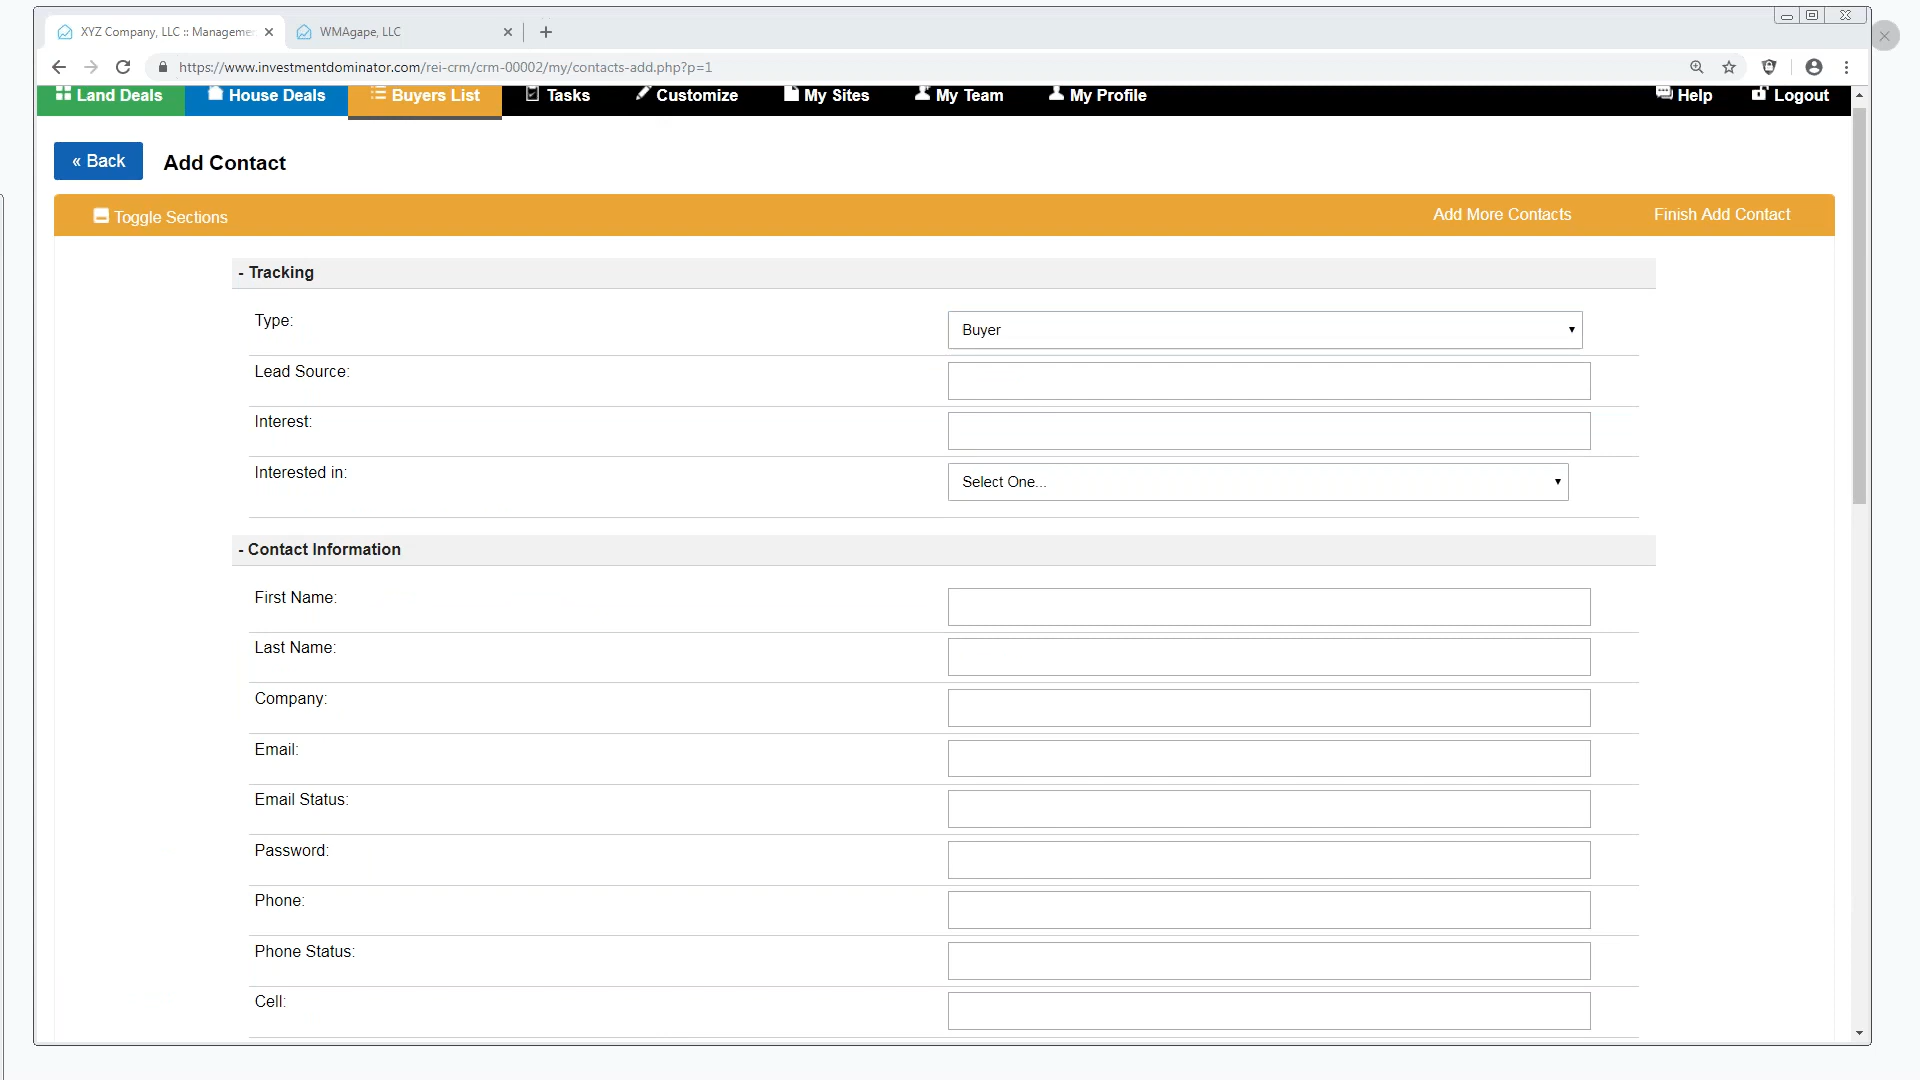 XYZ Company, LLC :: Managemen
WMAgape, LLC
https://www.investmentdominator.com/rei-crm/crm-00002/my/contacts-add.php?p=1
Land Deals House Deals Buyers List Tasks Customize My Sites My Team My Profile Help Logout
« Back Add Contact
Toggle Sections Add More Contacts Finish Add Contact
- Tracking
Type: Buyer
Lead Source:
Interest:
Interested in: Select One...
- Contact Information
First Name:
Last Name:
Company:
Email:
Email Status:
Password:
Phone:
Phone Status:
Cell: